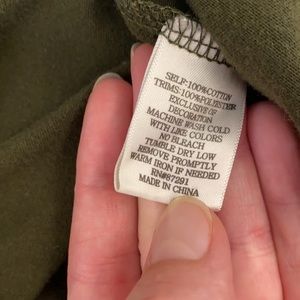 SELF:100%COTTON
TRIMS:100%POLYESTER
EXCLUSIVE OF
DECORATION
MACHINE WASH COLD
WITH LIKE COLORS
NO BLEACH
TUMBLE DRY LOW
REMOVE PROMPTLY
WARM IRON IF NEEDED
RN#87291
MADE IN CHINA